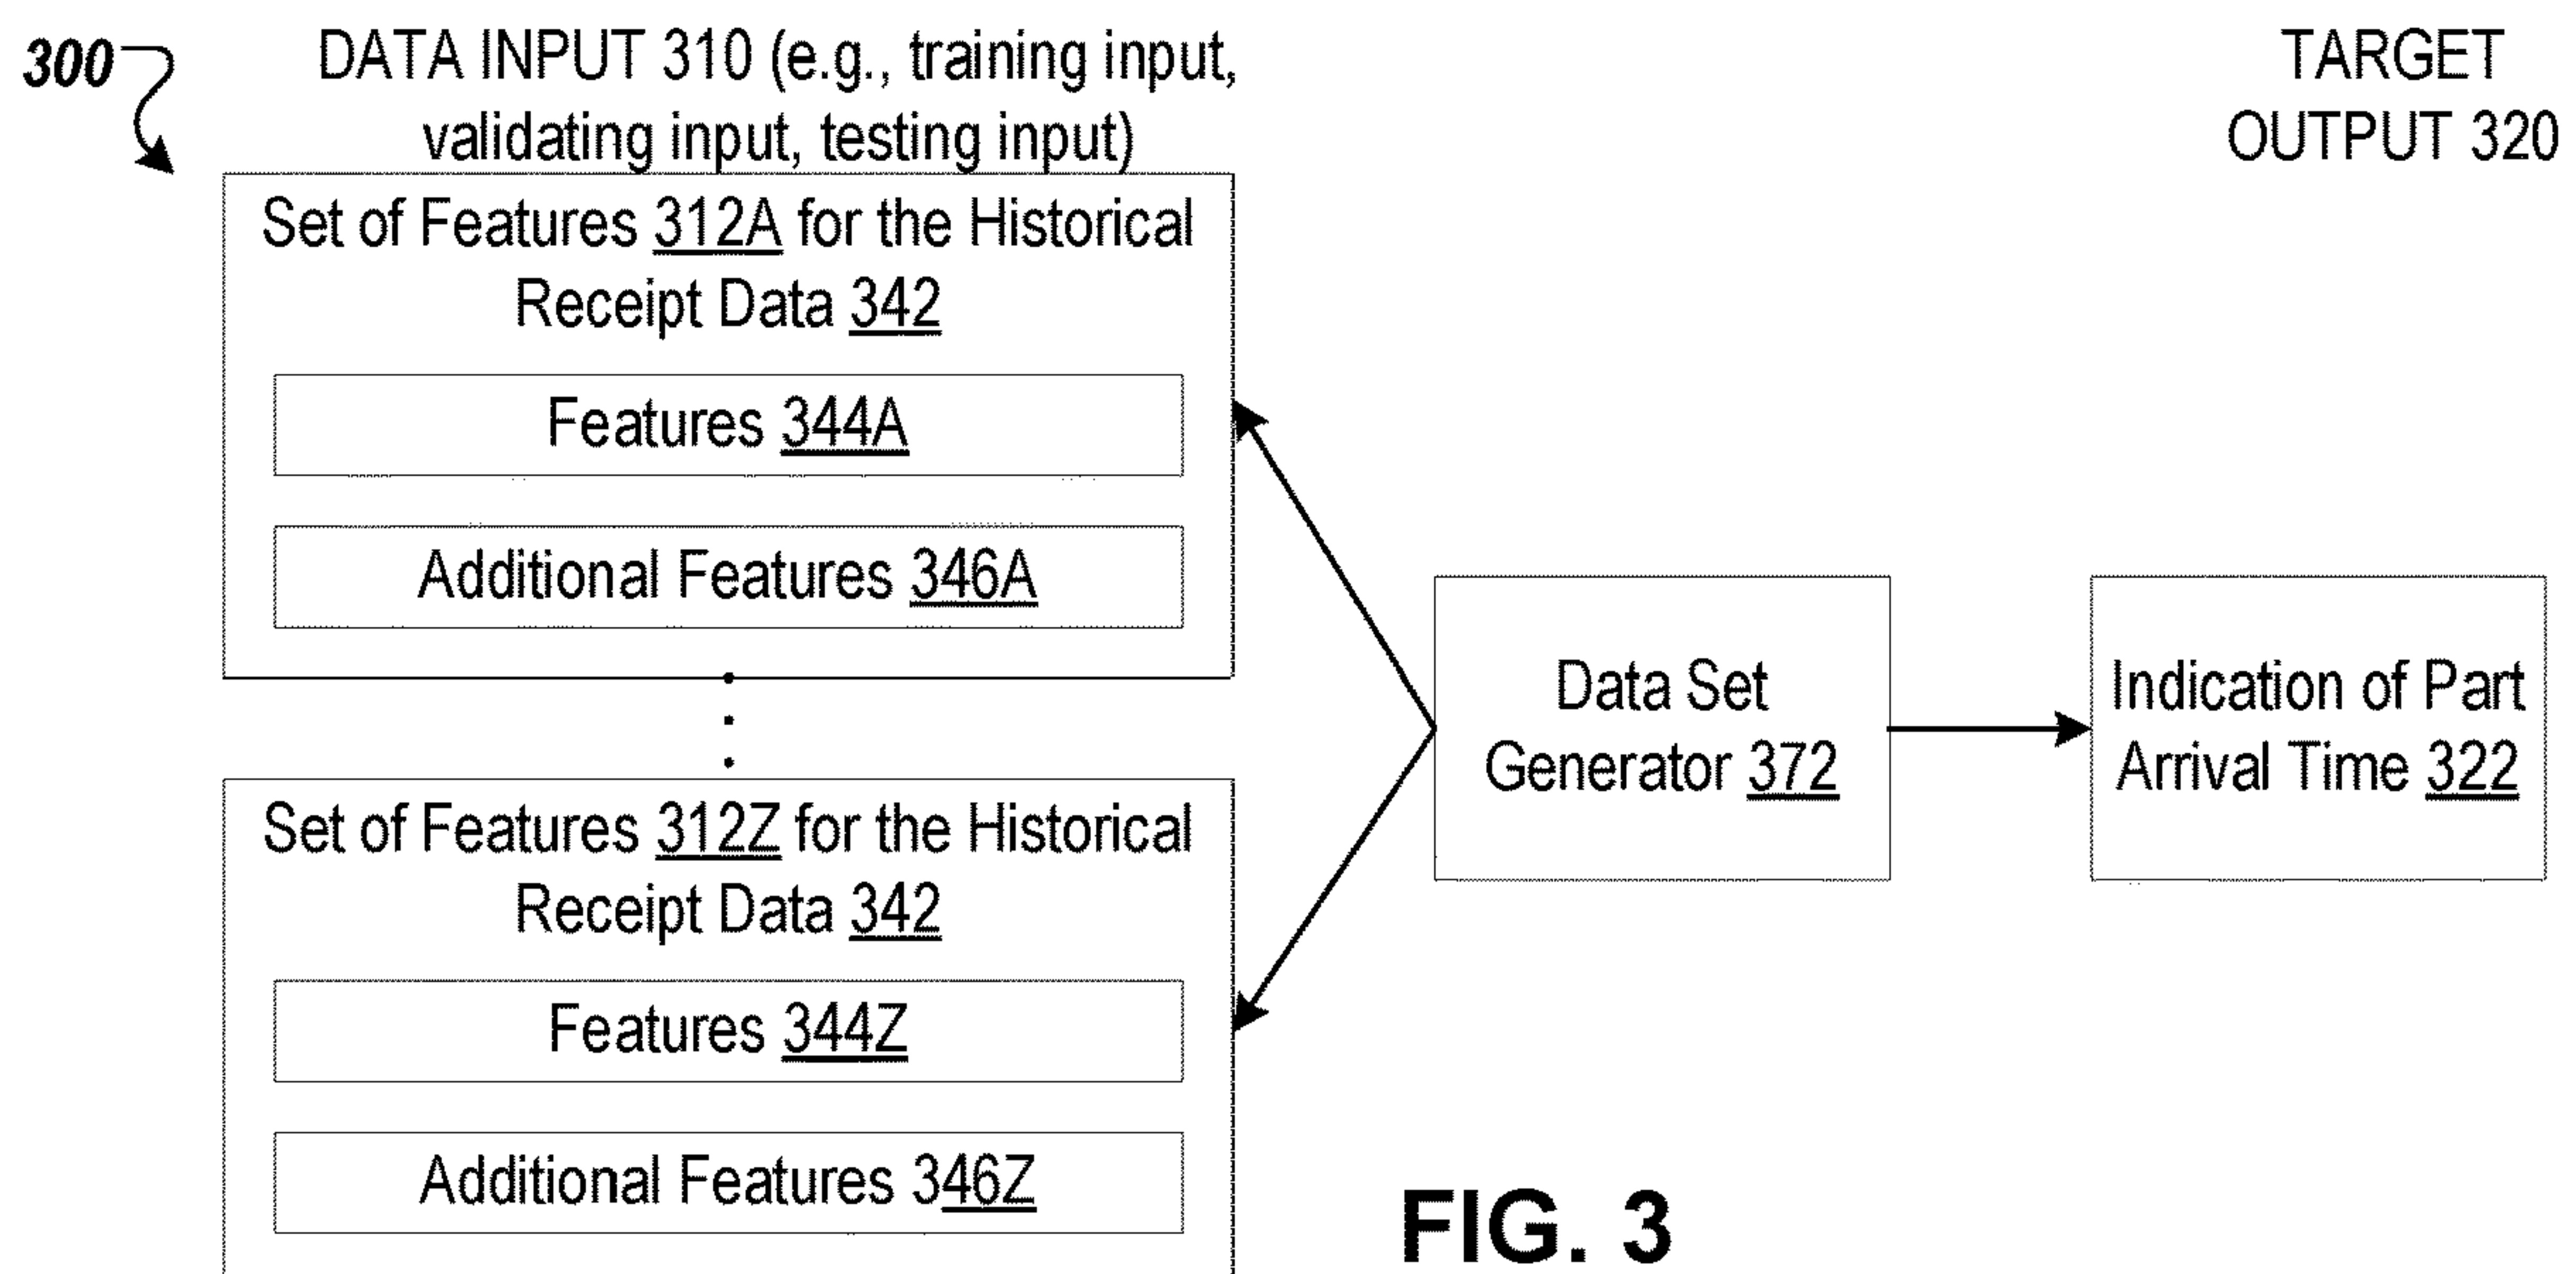 300
DATA INPUT 310 (e.g., training input,
validating input, testing input)
TARGET
OUTPUT 320
Set of Features 312A for the Historical
Receipt Data 342
Features 344A
Additional Features 346A
Set of Features 312Z for the Historical
Receipt Data 342
Features 344Z
Additional Features 346Z
Data Set
Generator 372
Indication of Part
Arrival Time 322
FIG. 3